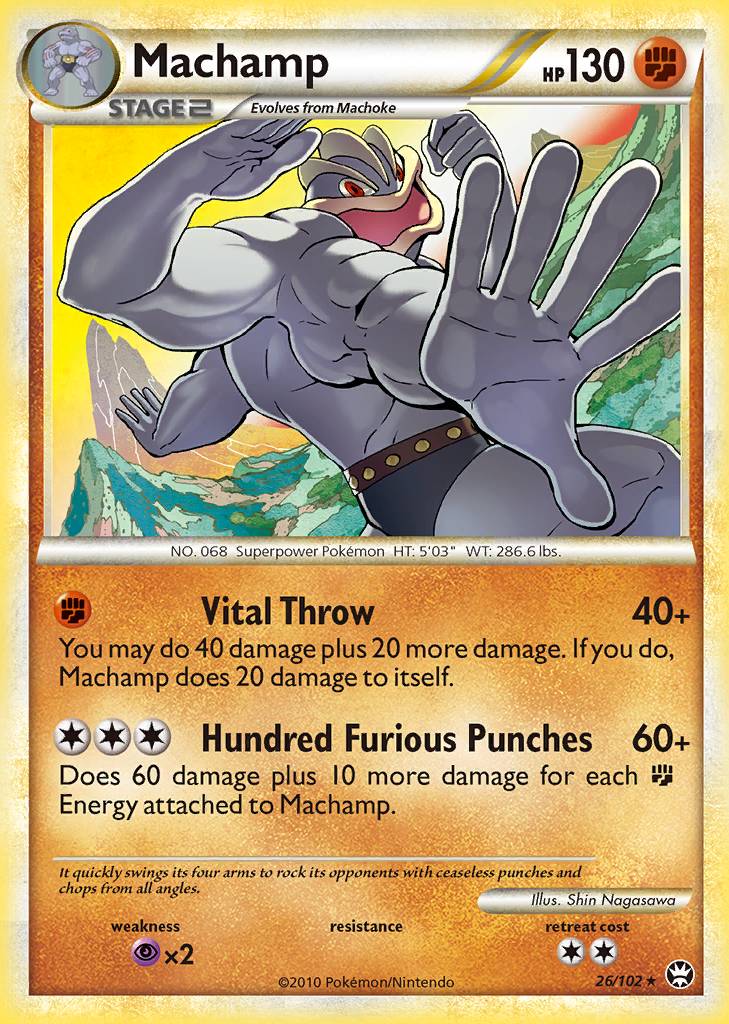 Machamp
HP 130
STAGE 2
Evolves from Machoke
NO. 068 Superpower Pokémon HT: 5'03" WT: 286.6 lbs.
Vital Throw 40+
You may do 40 damage plus 20 more damage. If you do,
Machamp does 20 damage to itself.
Hundred Furious Punches 60+
Does 60 damage plus 10 more damage for each
Energy attached to Machamp.
It quickly swings its four arms to rock its opponents with ceaseless punches and
chops from all angles.
Illus. Shin Nagasawa
weakness resistance retreat cost
×2
©2010 Pokémon/Nintendo
26/102 ★